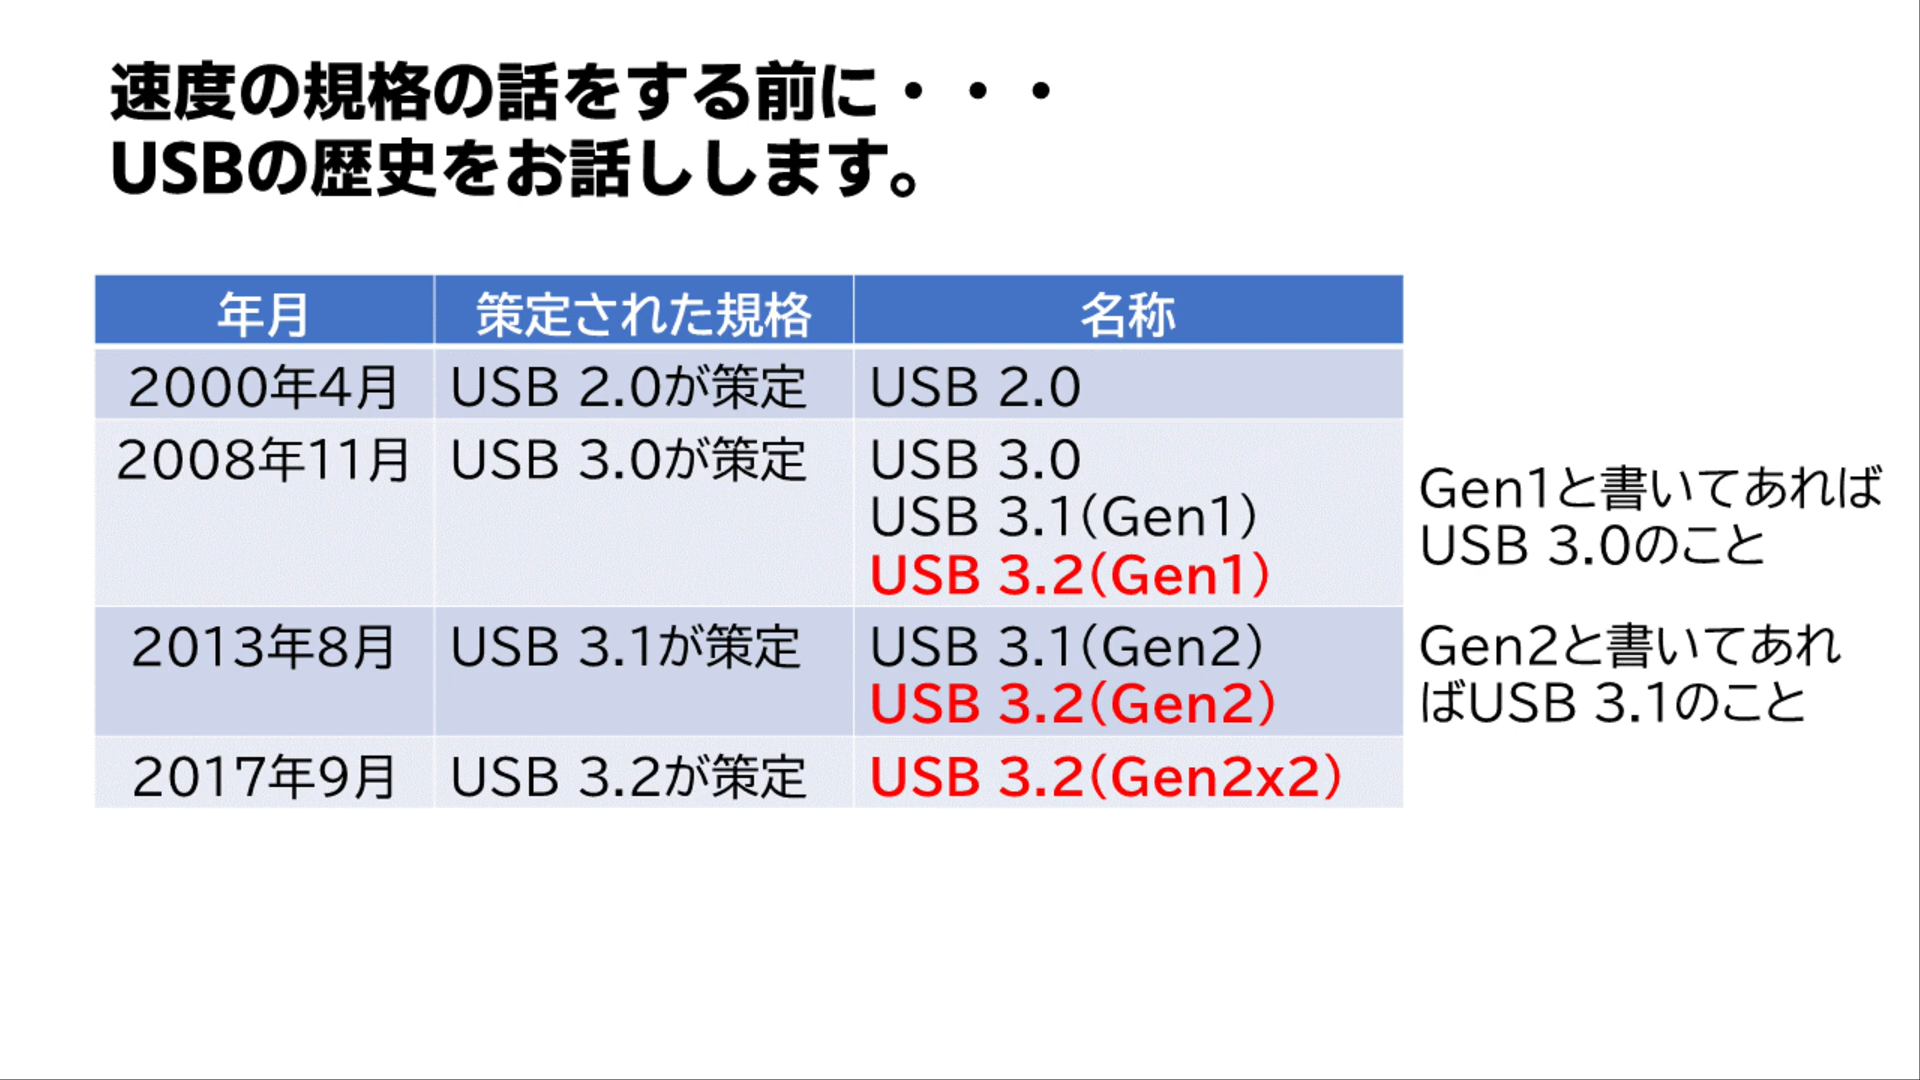 速度の規格の話をする前に・・・
USBの歴史をお話しします。
年月 策定された規格 名称
2000年4月 USB 2.0が策定 USB 2.0
2008年11月 USB 3.0が策定 USB 3.0
USB 3.1(Gen1)
USB 3.2(Gen1)
Gen1と書いてあれば
USB 3.0のこと
2013年8月 USB 3.1が策定 USB 3.1(Gen2)
USB 3.2(Gen2)
Gen2と書いてあれ
ばUSB 3.1のこと
2017年9月 USB 3.2が策定 USB 3.2(Gen2x2)